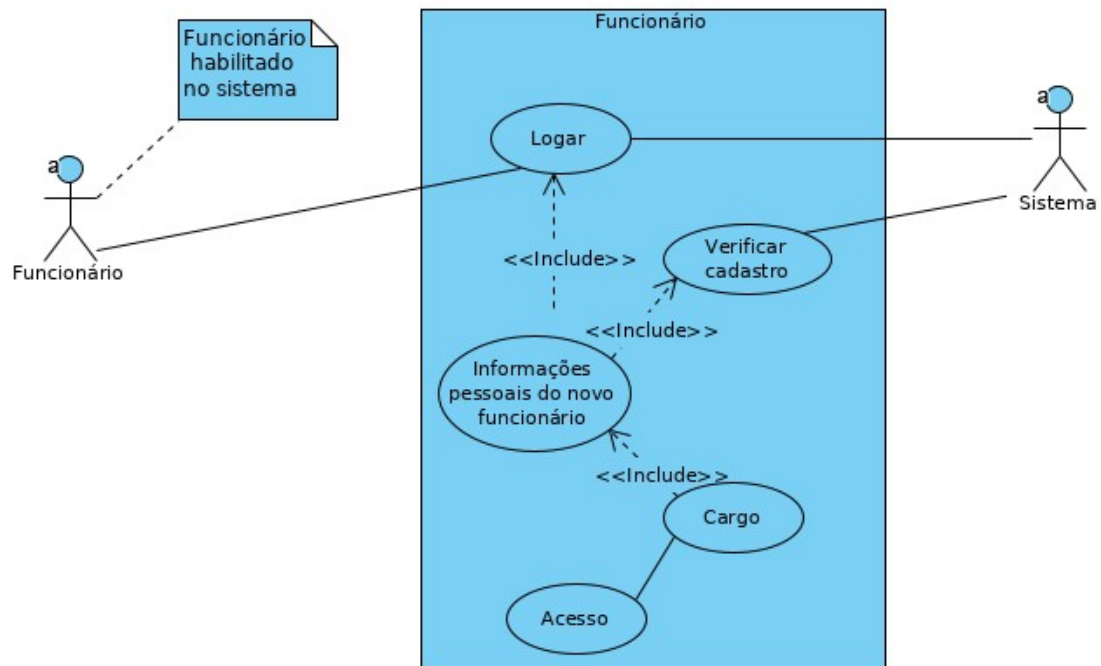 Funcionário
Funcionário
habilitado
no sistema
a
Logar
a
Sistema
Funcionário
<<Include>>
Verificar
cadastro
<<Include>>
Informações
pessoais do novo
funcionário
<<Include>>
Cargo
Acesso